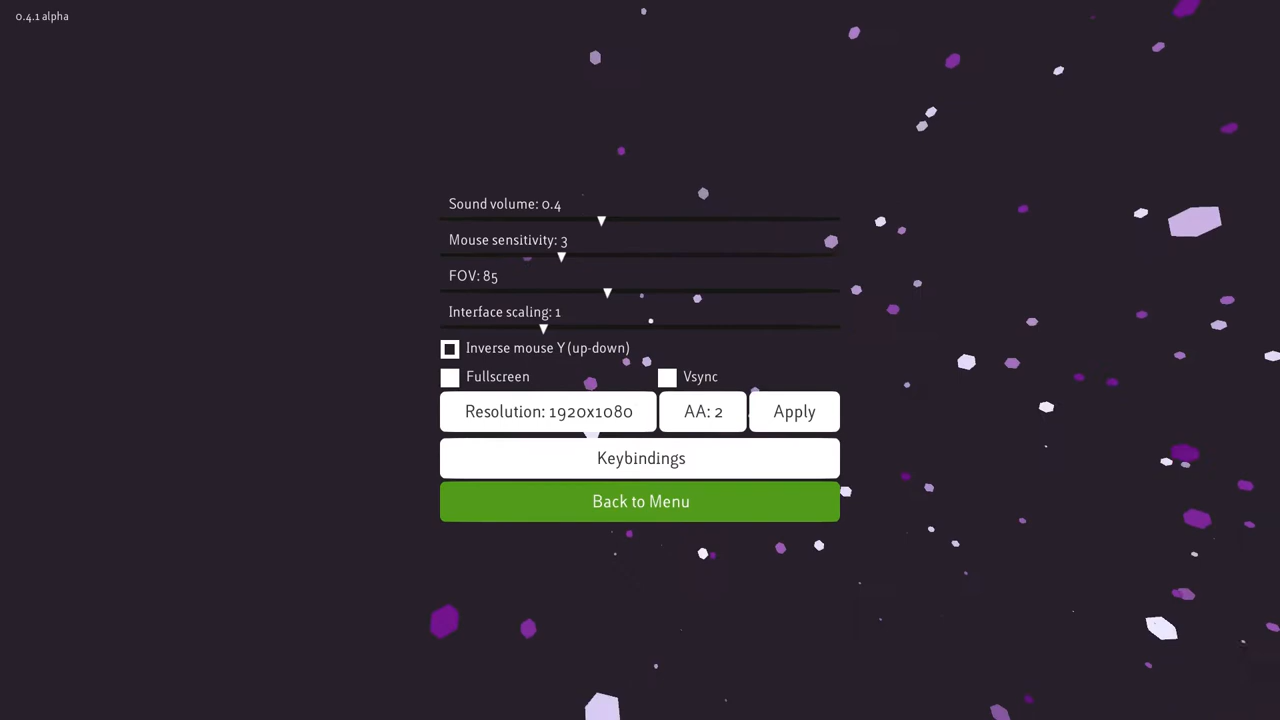 0.4.1 alpha
Sound volume: 0.4
Mouse sensitivity: 3
FOV: 85
Interface scaling: 1
Inverse mouse Y (up-down)
Fullscreen Vsync
Resolution: 1920x1080 AA: 2 Apply
Keybindings
Back to Menu